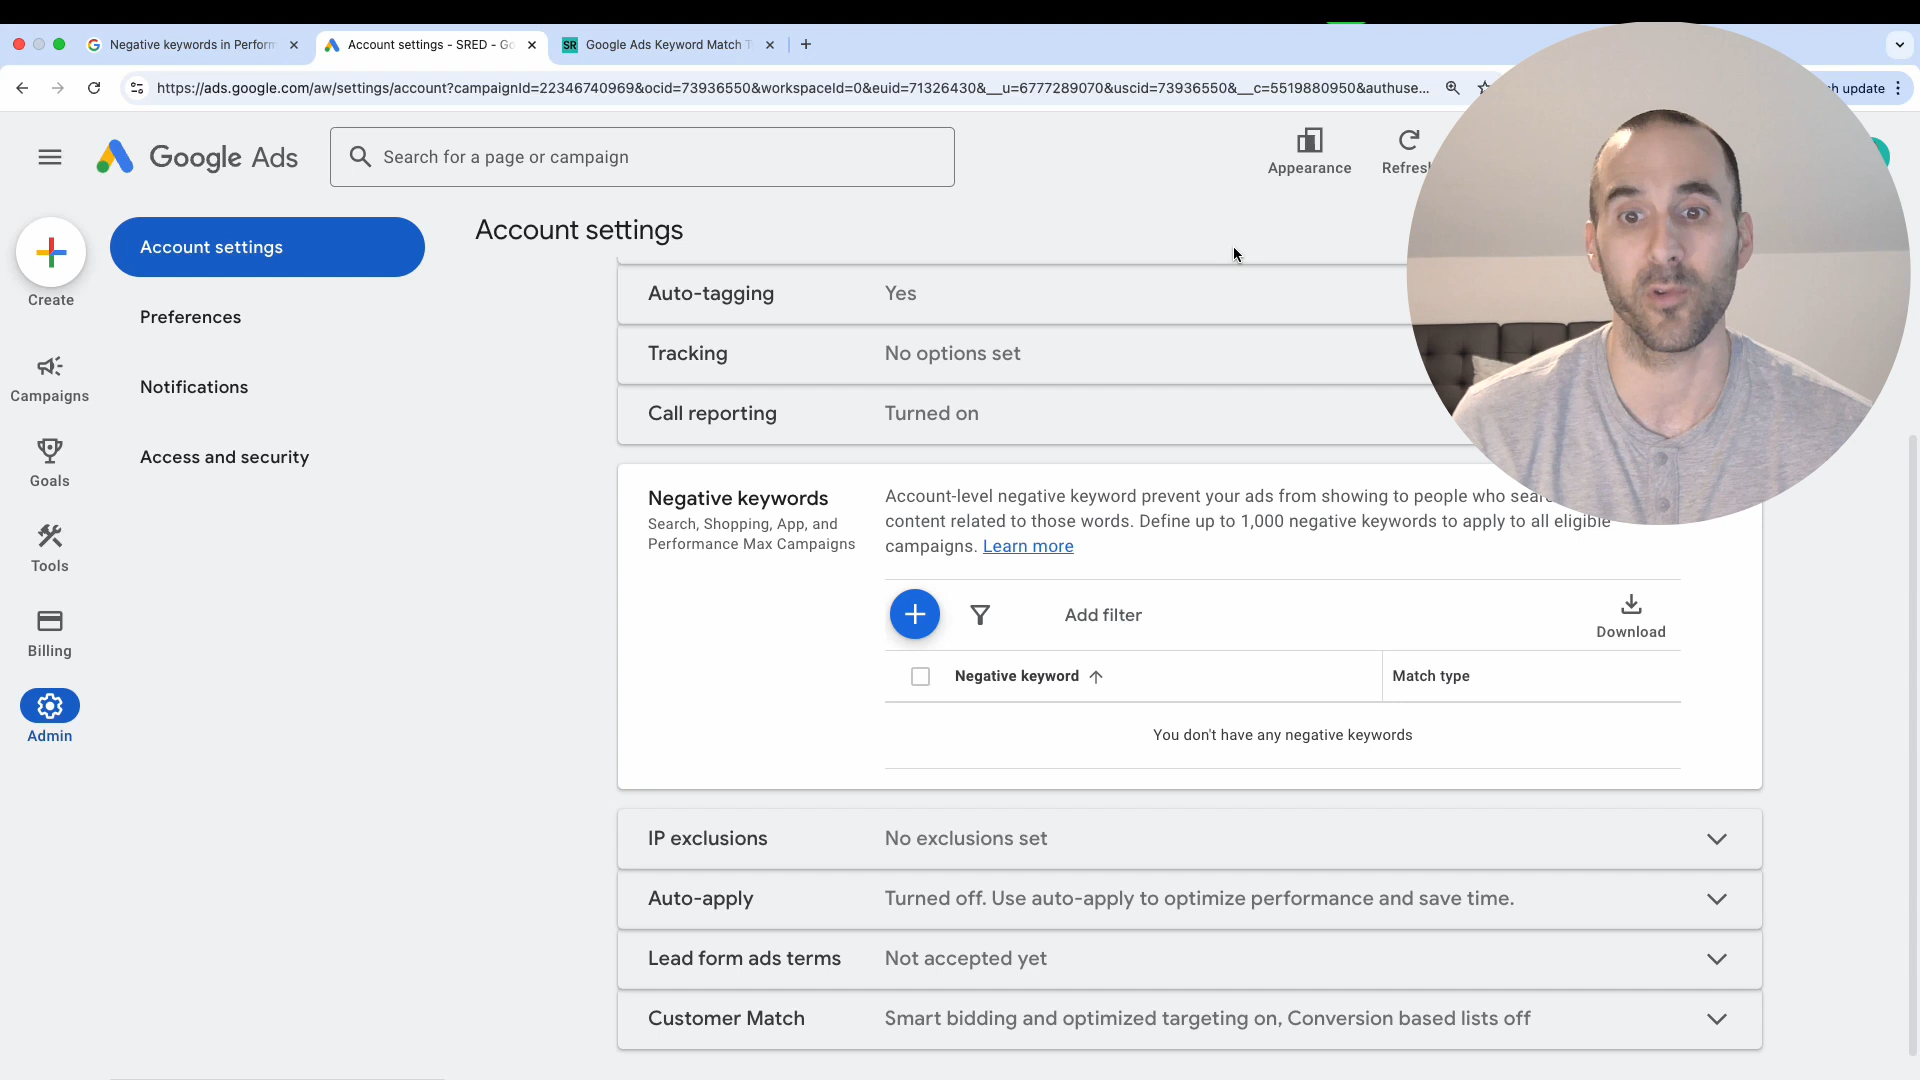 Negative keywords in Perforn
Account settings - SRED - Go
SR
Google Ads Keyword Match T
https://ads.google.com/aw/settings/account?campaignId=22346740969&ocid=73936550&workspaceId=0&euid=71326430&__u=6777289070&uscid=73936550&__c=5519880950&authuse...
update
Google Ads
Search for a page or campaign
Appearance
Refresh
Create
Campaigns
Goals
Tools
Billing
Admin
Account settings
Preferences
Notifications
Access and security
Account settings
Auto-tagging
Yes
Tracking
No options set
Call reporting
Turned on
Negative keywords
Search, Shopping, App, and
Performance Max Campaigns
Account-level negative keyword prevent your ads from showing to people who sear
content related to those words. Define up to 1,000 negative keywords to apply to all eligible
campaigns. Learn more
Add filter
Download
Negative keyword
Match type
You don't have any negative keywords
IP exclusions
No exclusions set
Auto-apply
Turned off. Use auto-apply to optimize performance and save time.
Lead form ads terms
Not accepted yet
Customer Match
Smart bidding and optimized targeting on, Conversion based lists off